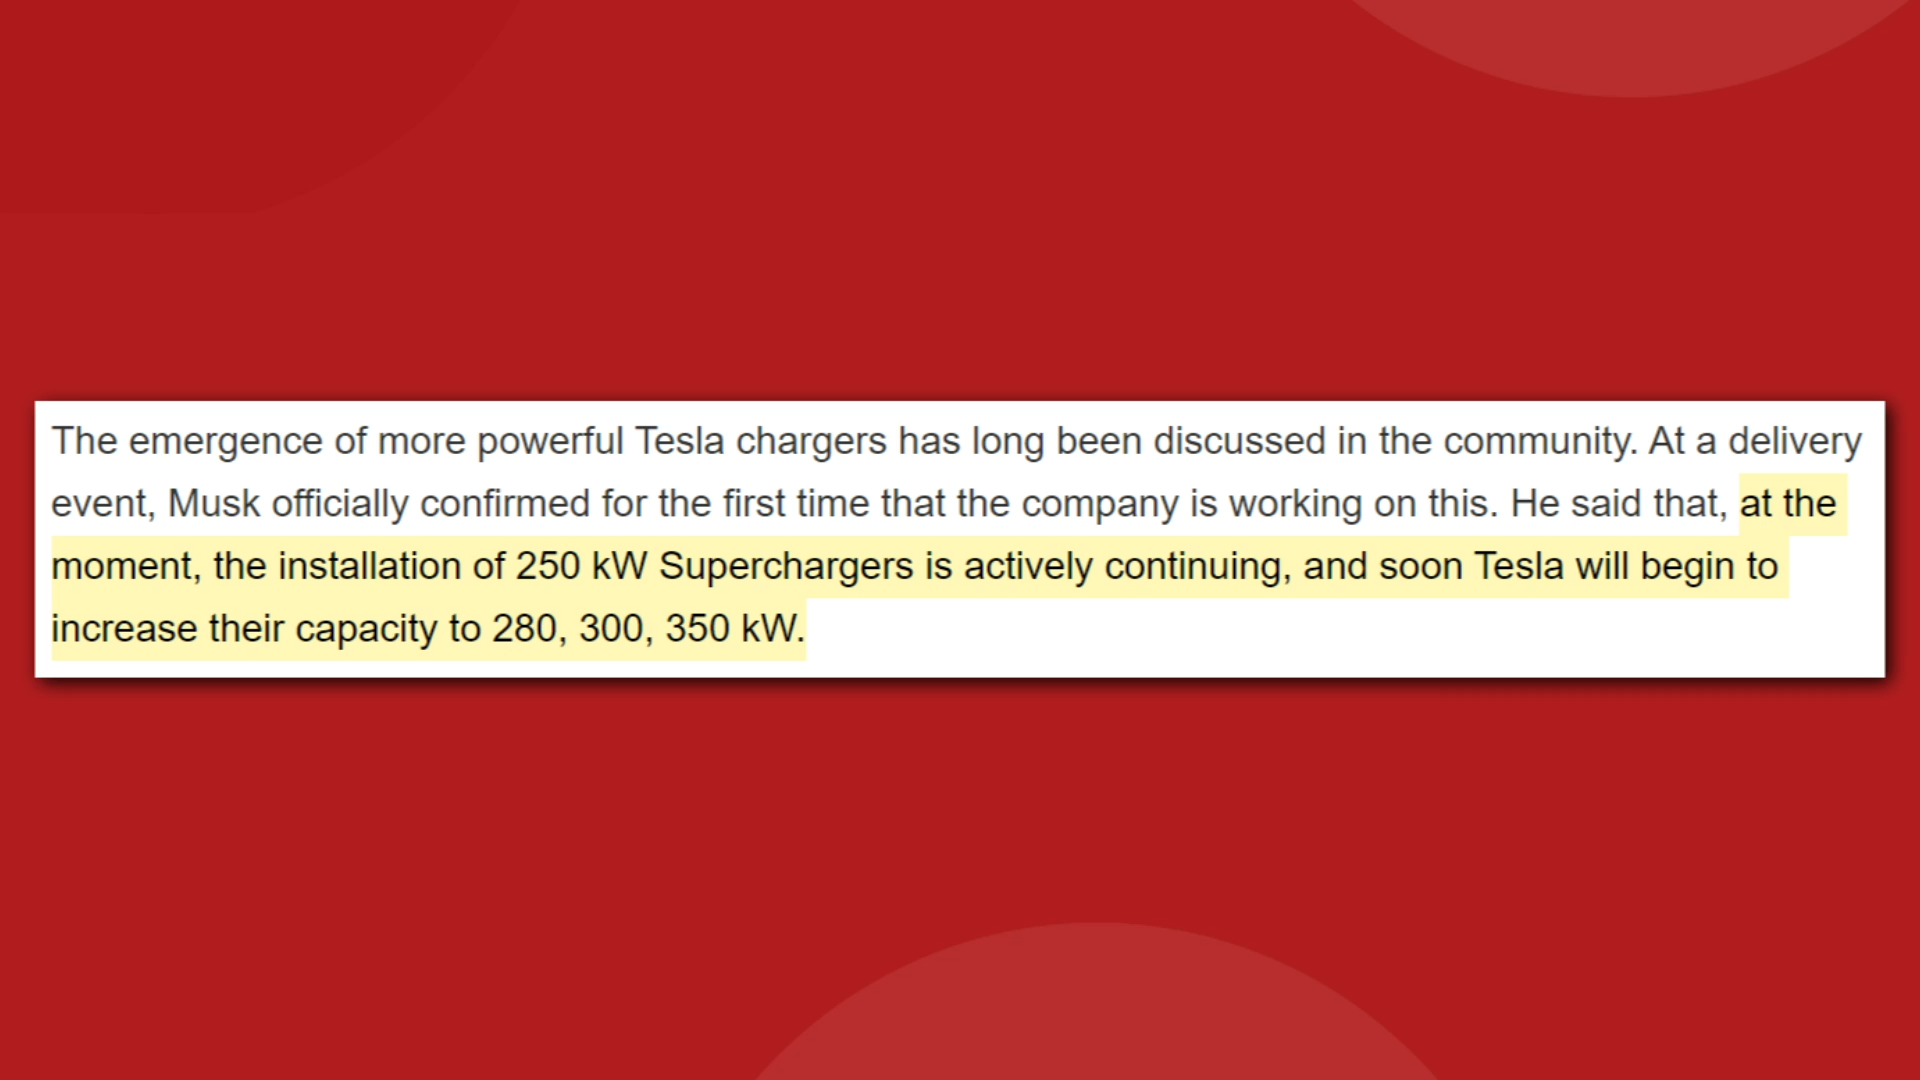 The emergence of more powerful Tesla chargers has long been discussed in the community. At a delivery
event, Musk officially confirmed for the first time that the company is working on this. He said that, at the
moment, the installation of 250 kW Superchargers is actively continuing, and soon Tesla will begin to
increase their capacity to 280, 300, 350 kW.